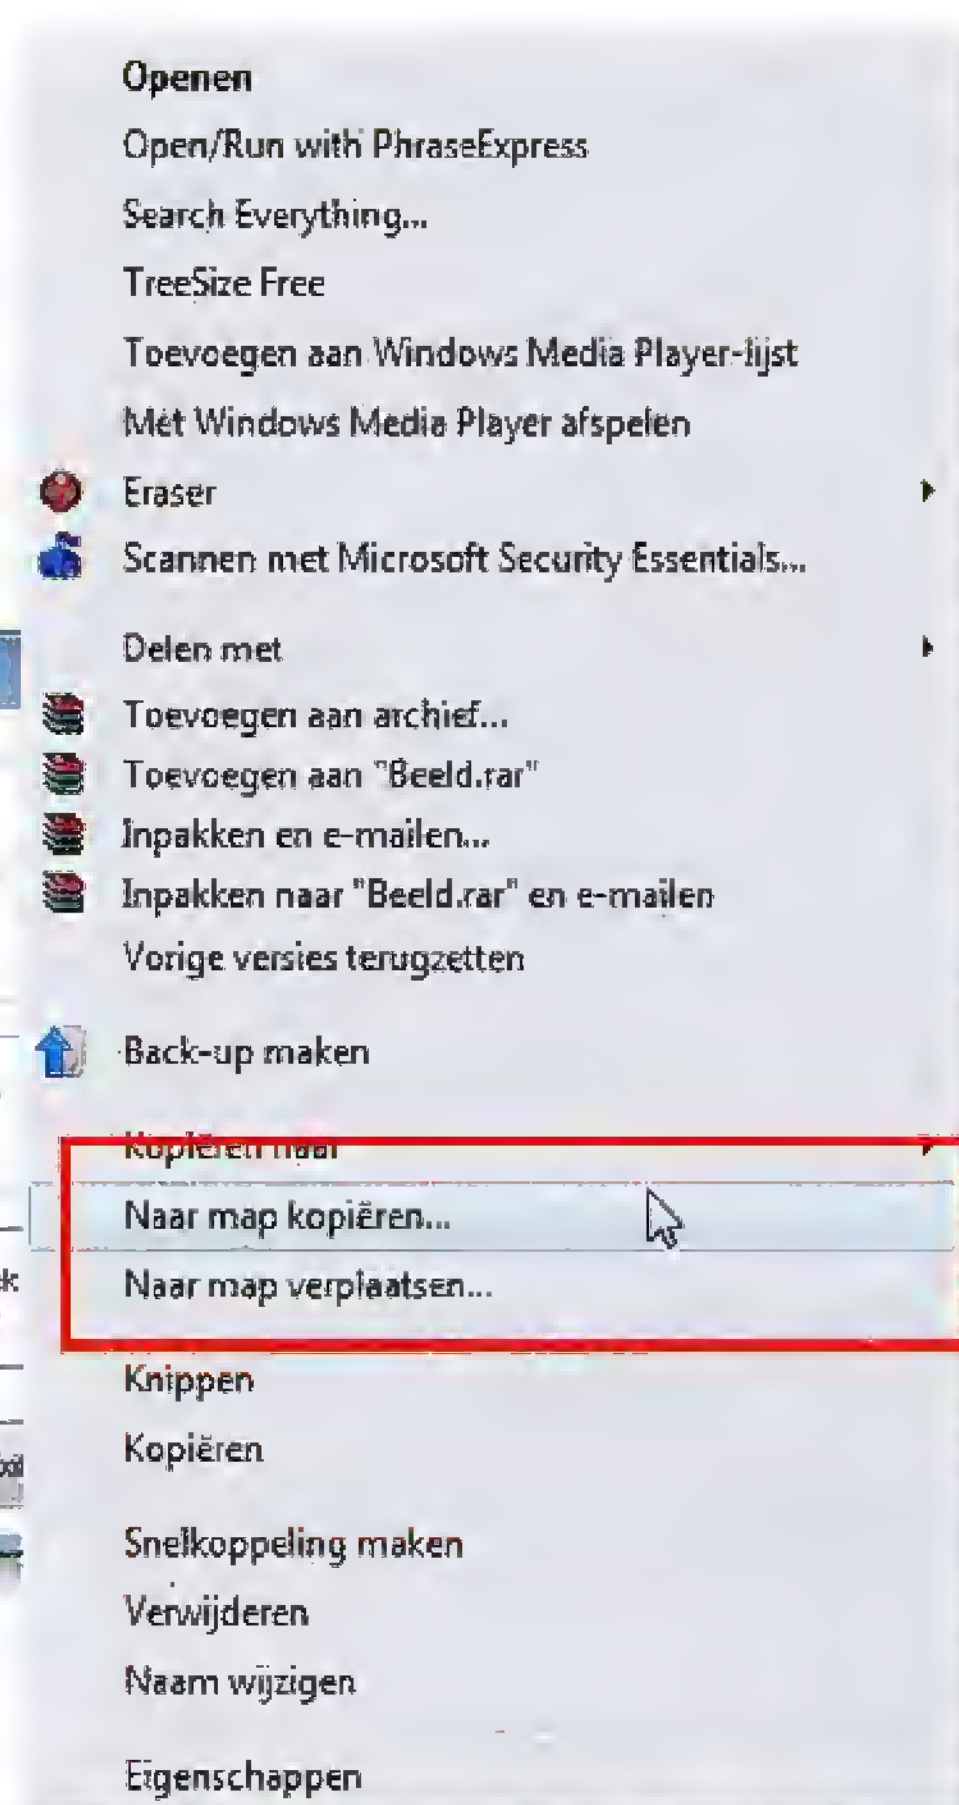 Openen
Open/Run with PhraseExpress
Search Everything...
TreeSize Free
Toevoegen aan Windows Media Player-lijst
Met Windows Media Player afspelen
Eraser
Scannen met Microsoft Security Essentials...
Delen met
Toevoegen aan archief...
Toevoegen aan "Beeld.rar"
Inpakken en e-mailen...
Inpakken naar "Beeld.rar" en e-mailen
Vorige versies terugzetten
Back-up maken
Kopiëren naar
Naar map kopiëren...
Naar map verplaatsen...
Knippen
Kopiëren
Snelkoppeling maken
Verwijderen
Naam wijzigen
Eigenschappen